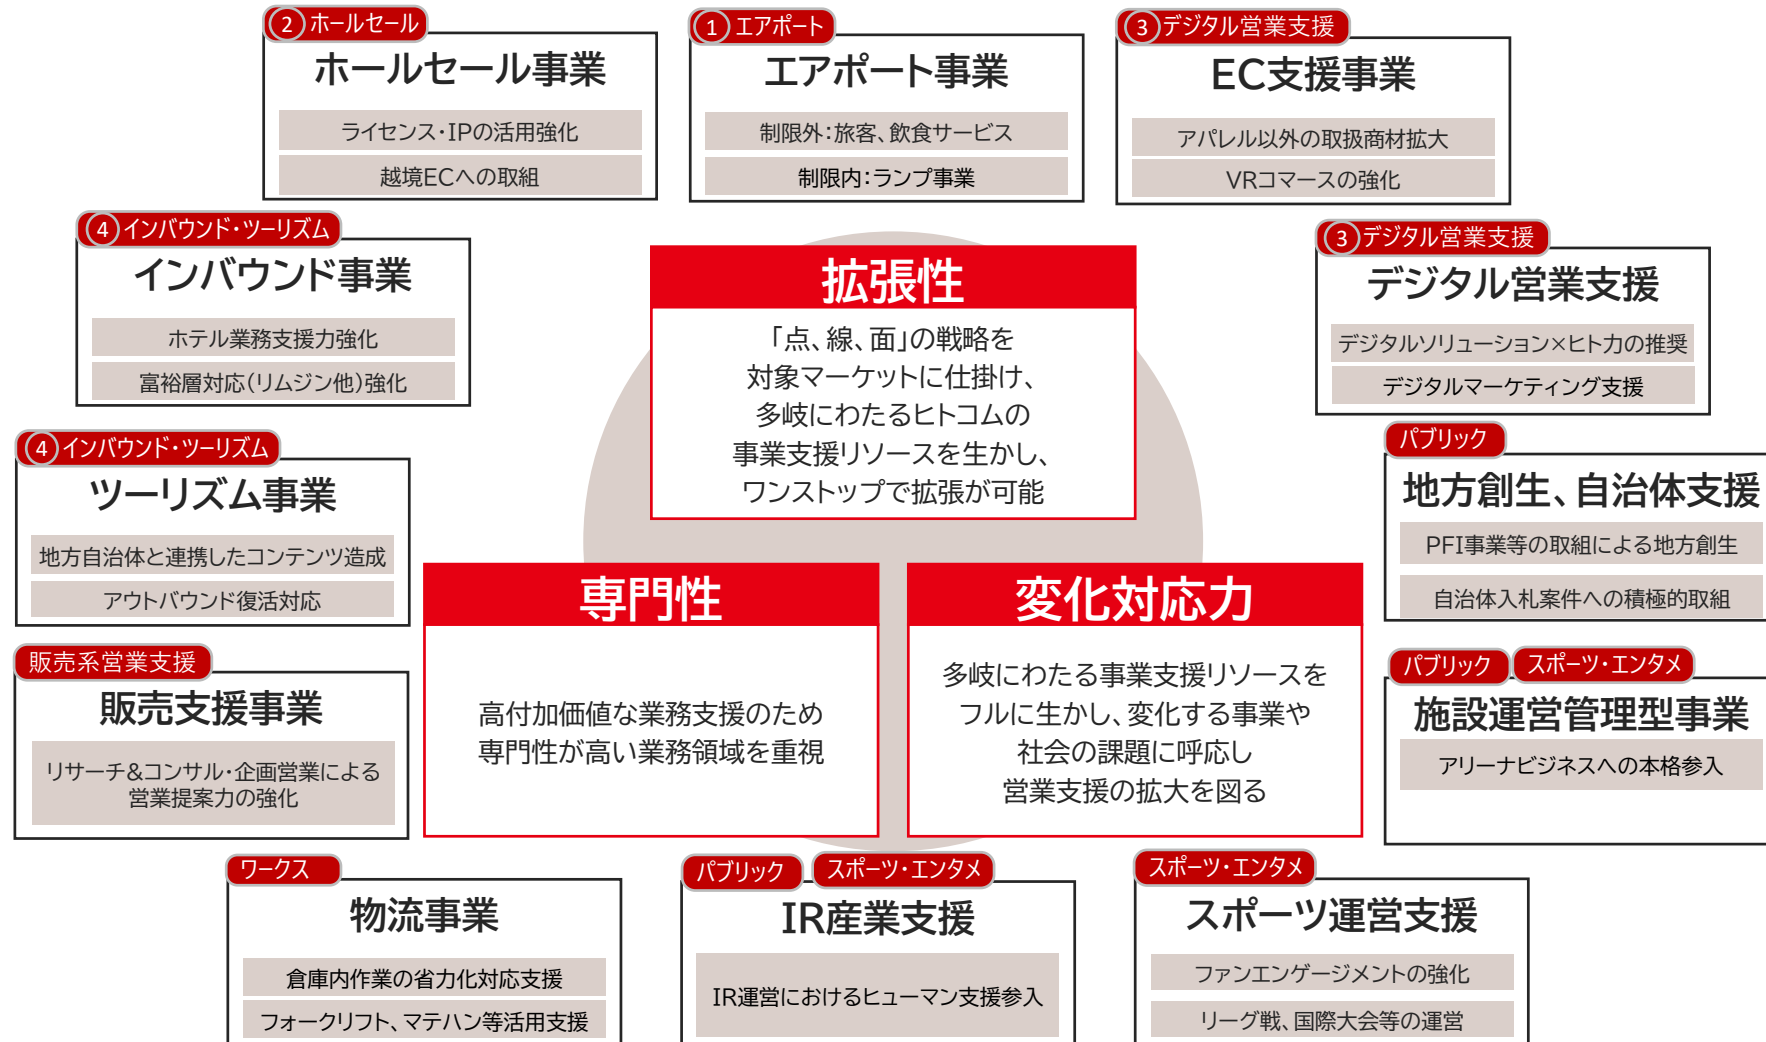 ② ホールセール
ホールセール事業
ライセンス・IPの活用強化
越境ECへの取組
① エアポート
エアポート事業
制限外：旅客、飲食サービス
制限内：ランプ事業
③ デジタル営業支援
EC支援事業
アパレル以外の取扱商材拡大
VRコマースの強化
④ インバウンド・ツーリズム
インバウンド事業
ホテル業務支援力強化
富裕層対応（リムジン他）強化
③ デジタル営業支援
デジタル営業支援
デジタルソリューション×ヒト力の推奨
デジタルマーケティング支援
拡張性
「点、線、面」の戦略を
対象マーケットに仕掛け、
多岐にわたるヒトコムの
事業支援リソースを生かし、
ワンストップで拡張が可能
④ インバウンド・ツーリズム
ツーリズム事業
地方自治体と連携したコンテンツ造成
アウトバウンド復活対応
パブリック
地方創生、自治体支援
PFI事業等の取組による地方創生
自治体入札案件への積極的取組
専門性
高付加価値な業務支援のため
専門性が高い業務領域を重視
変化対応力
多岐にわたる事業支援リソースを
フルに生かし、変化する事業や
社会の課題に呼応し
営業支援の拡大を図る
販売系営業支援
販売支援事業
リサーチ&コンサル・企画営業による
営業提案力の強化
パブリック スポーツ・エンタメ
施設運営管理型事業
アリーナビジネスへの本格参入
ワークス
物流事業
倉庫内作業の省力化対応支援
フォークリフト、マテハン等活用支援
パブリック スポーツ・エンタメ
IR産業支援
IR運営におけるヒューマン支援参入
スポーツ・エンタメ
スポーツ運営支援
ファンエンゲージメントの強化
リーグ戦、国際大会等の運営